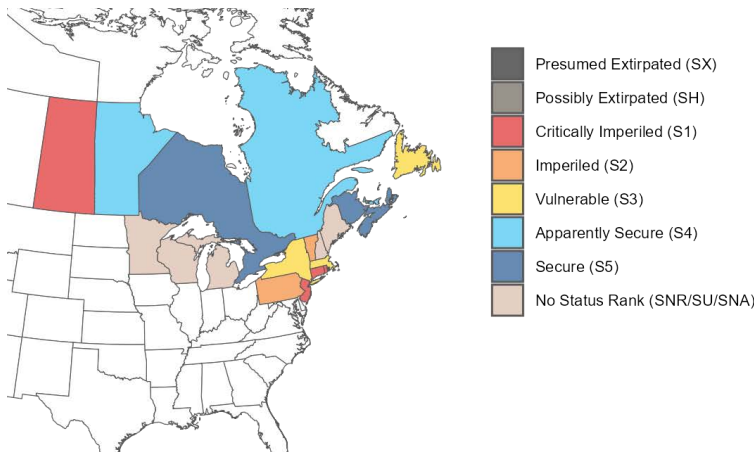 Presumed Extirpated (SX)
Possibly Extirpated (SH)
Critically Imperiled (S1)
Imperiled (S2)
Vulnerable (S3)
Apparently Secure (S4)
Secure (S5)
No Status Rank (SNR/SU/SNA)